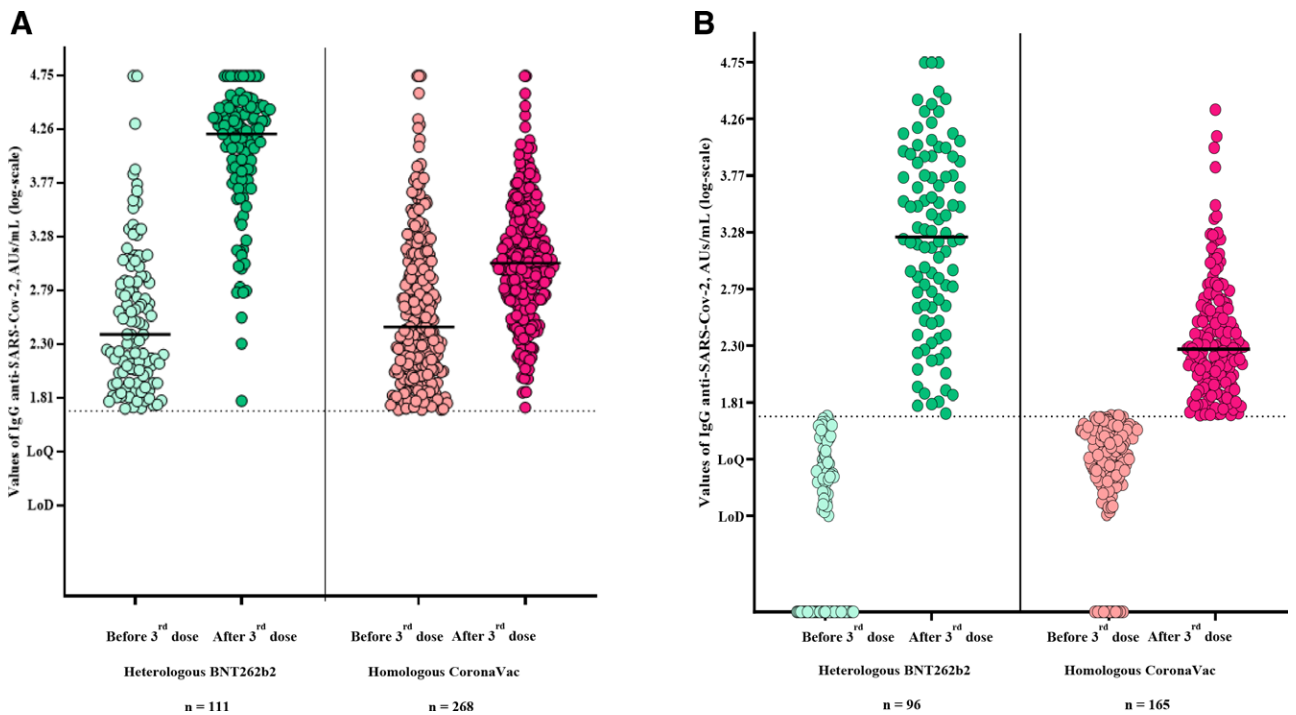 A
Values of IgG anti-SARS-Cov-2, AUs/mL (log-scale)
4.75
4.26
3.77
3.28
2.79
2.30
1.81
LoQ
LoD
Before 3rd dose After 3rd dose Before 3rd dose After 3rd dose
Heterologous BNT262b2 Homologous CoronaVac
n = 111 n = 268
B
Values of IgG anti-SARS-Cov-2, AUs/mL (log-scale)
4.75
4.26
3.77
3.28
2.79
2.30
1.81
LoQ
LoD
Before 3rd dose After 3rd dose Before 3rd dose After 3rd dose
Heterologous BNT262b2 Homologous CoronaVac
n = 96 n = 165